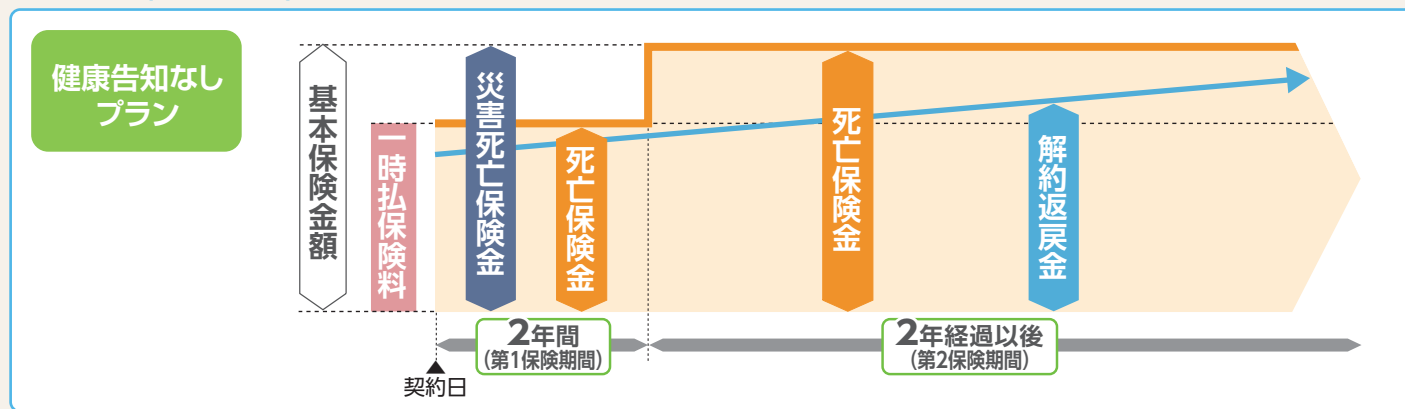 健康告知なし
プラン
基本保険金額
一時払保険料
災害死亡保険金
死亡保険金
死亡保険金
解約返戻金
2年間
(第1保険期間)
2年経過以後
(第2保険期間)
契約日